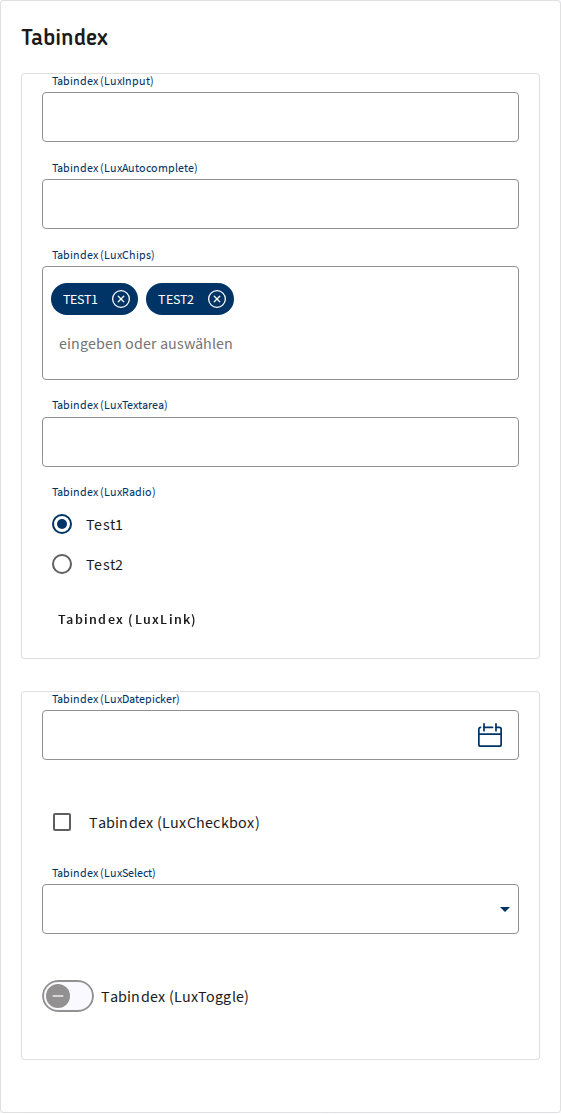 Tabindex
Tabindex (LuxInput)
Tabindex (LuxAutocomplete)
Tabindex (LuxChips)
TEST1 TEST2
eingeben oder auswählen
Tabindex (LuxTextarea)
Tabindex (LuxRadio)
Test1
Test2
Tabindex (LuxLink)
Tabindex (LuxDatepicker)
Tabindex (LuxCheckbox)
Tabindex (LuxSelect)
Tabindex (LuxToggle)